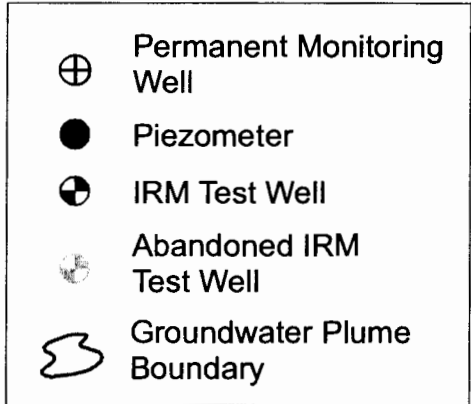 Permanent Monitoring
Well
Piezometer
IRM Test Well
Abandoned IRM
Test Well
Groundwater Plume
Boundary